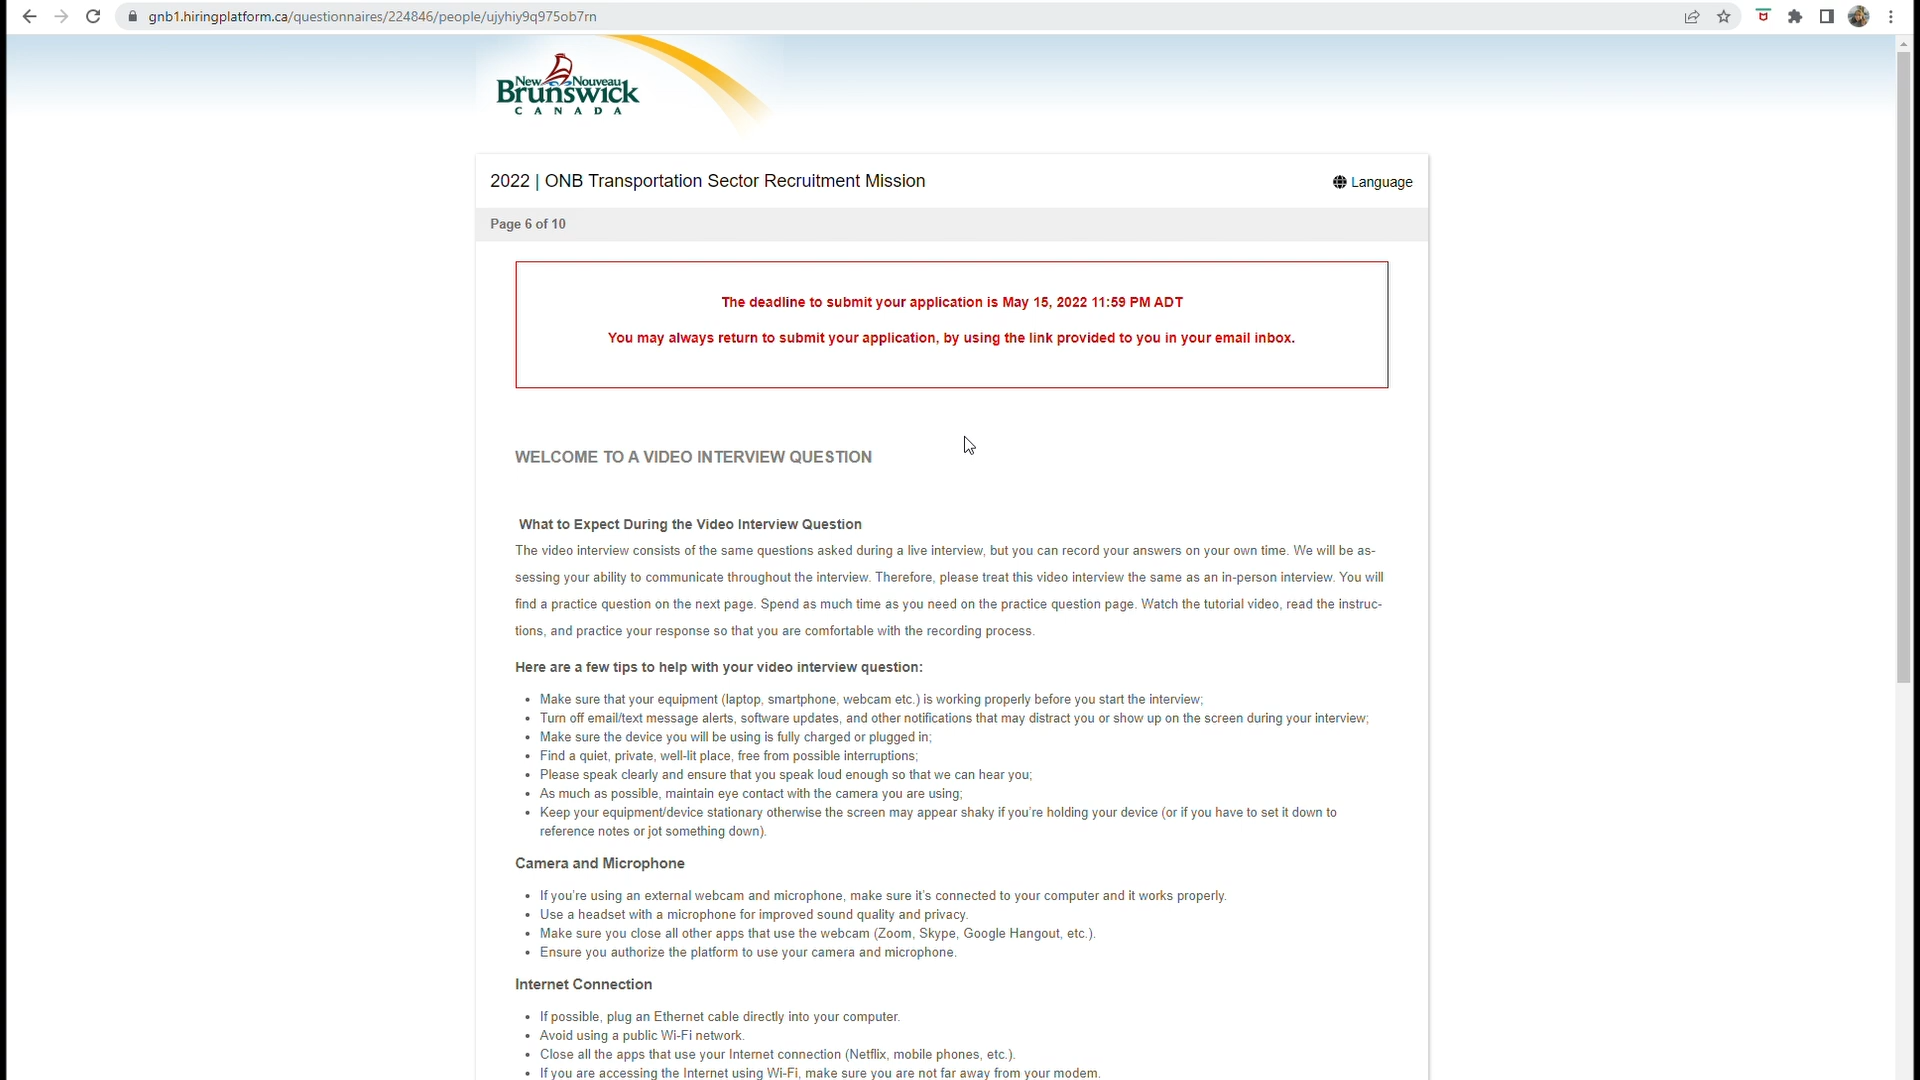 gnb1.hiringplatform.ca/questionnaires/224846/people/ujyhiy9q975ob7rn
New Nouveau
Brunswick
CANADA
2022 | ONB Transportation Sector Recruitment Mission
Language
Page 6 of 10
The deadline to submit your application is May 15, 2022 11:59 PM ADT
You may always return to submit your application, by using the link provided to you in your email inbox.
WELCOME TO A VIDEO INTERVIEW QUESTION
What to Expect During the Video Interview Question
The video interview consists of the same questions asked during a live interview, but you can record your answers on your own time. We will be as-
sessing your ability to communicate throughout the interview. Therefore, please treat this video interview the same as an in-person interview. You will
find a practice question on the next page. Spend as much time as you need on the practice question page. Watch the tutorial video, read the instruc-
tions, and practice your response so that you are comfortable with the recording process.
Here are a few tips to help with your video interview question:
• Make sure that your equipment (laptop, smartphone, webcam etc.) is working properly before you start the interview;
• Turn off email/text message alerts, software updates, and other notifications that may distract you or show up on the screen during your interview;
• Make sure the device you will be using is fully charged or plugged in;
• Find a quiet, private, well-lit place, free from possible interruptions;
• Please speak clearly and ensure that you speak loud enough so that we can hear you;
• As much as possible, maintain eye contact with the camera you are using;
• Keep your equipment/device stationary otherwise the screen may appear shaky if you're holding your device (or if you have to set it down to
reference notes or jot something down).
Camera and Microphone
• If you're using an external webcam and microphone, make sure it's connected to your computer and it works properly.
• Use a headset with a microphone for improved sound quality and privacy.
• Make sure you close all other apps that use the webcam (Zoom, Skype, Google Hangout, etc.).
• Ensure you authorize the platform to use your camera and microphone.
Internet Connection
• If possible, plug an Ethernet cable directly into your computer.
• Avoid using a public Wi-Fi network.
• Close all the apps that use your Internet connection (Netflix, mobile phones, etc.).
• If you are accessing the Internet using Wi-Fi, make sure you are not far away from your modem.